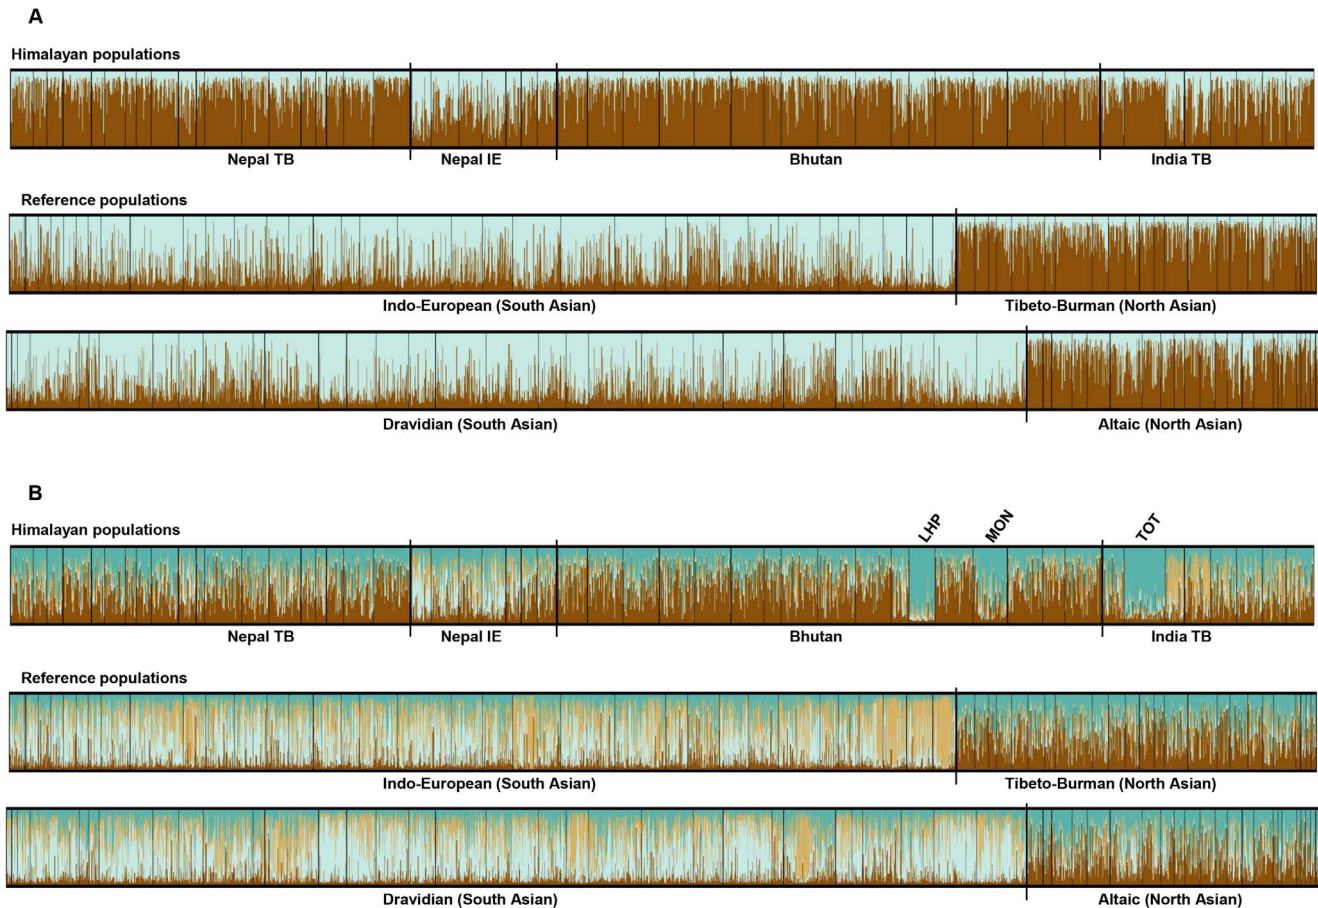 A
Himalayan populations
Nepal TB Nepal IE Bhutan India TB
Reference populations
Indo-European (South Asian) Tibeto-Burman (North Asian)
Dravidian (South Asian) Altaic (North Asian)
B
Himalayan populations LHP MON TOT
Nepal TB Nepal IE Bhutan India TB
Reference populations
Indo-European (South Asian) Tibeto-Burman (North Asian)
Dravidian (South Asian) Altaic (North Asian)